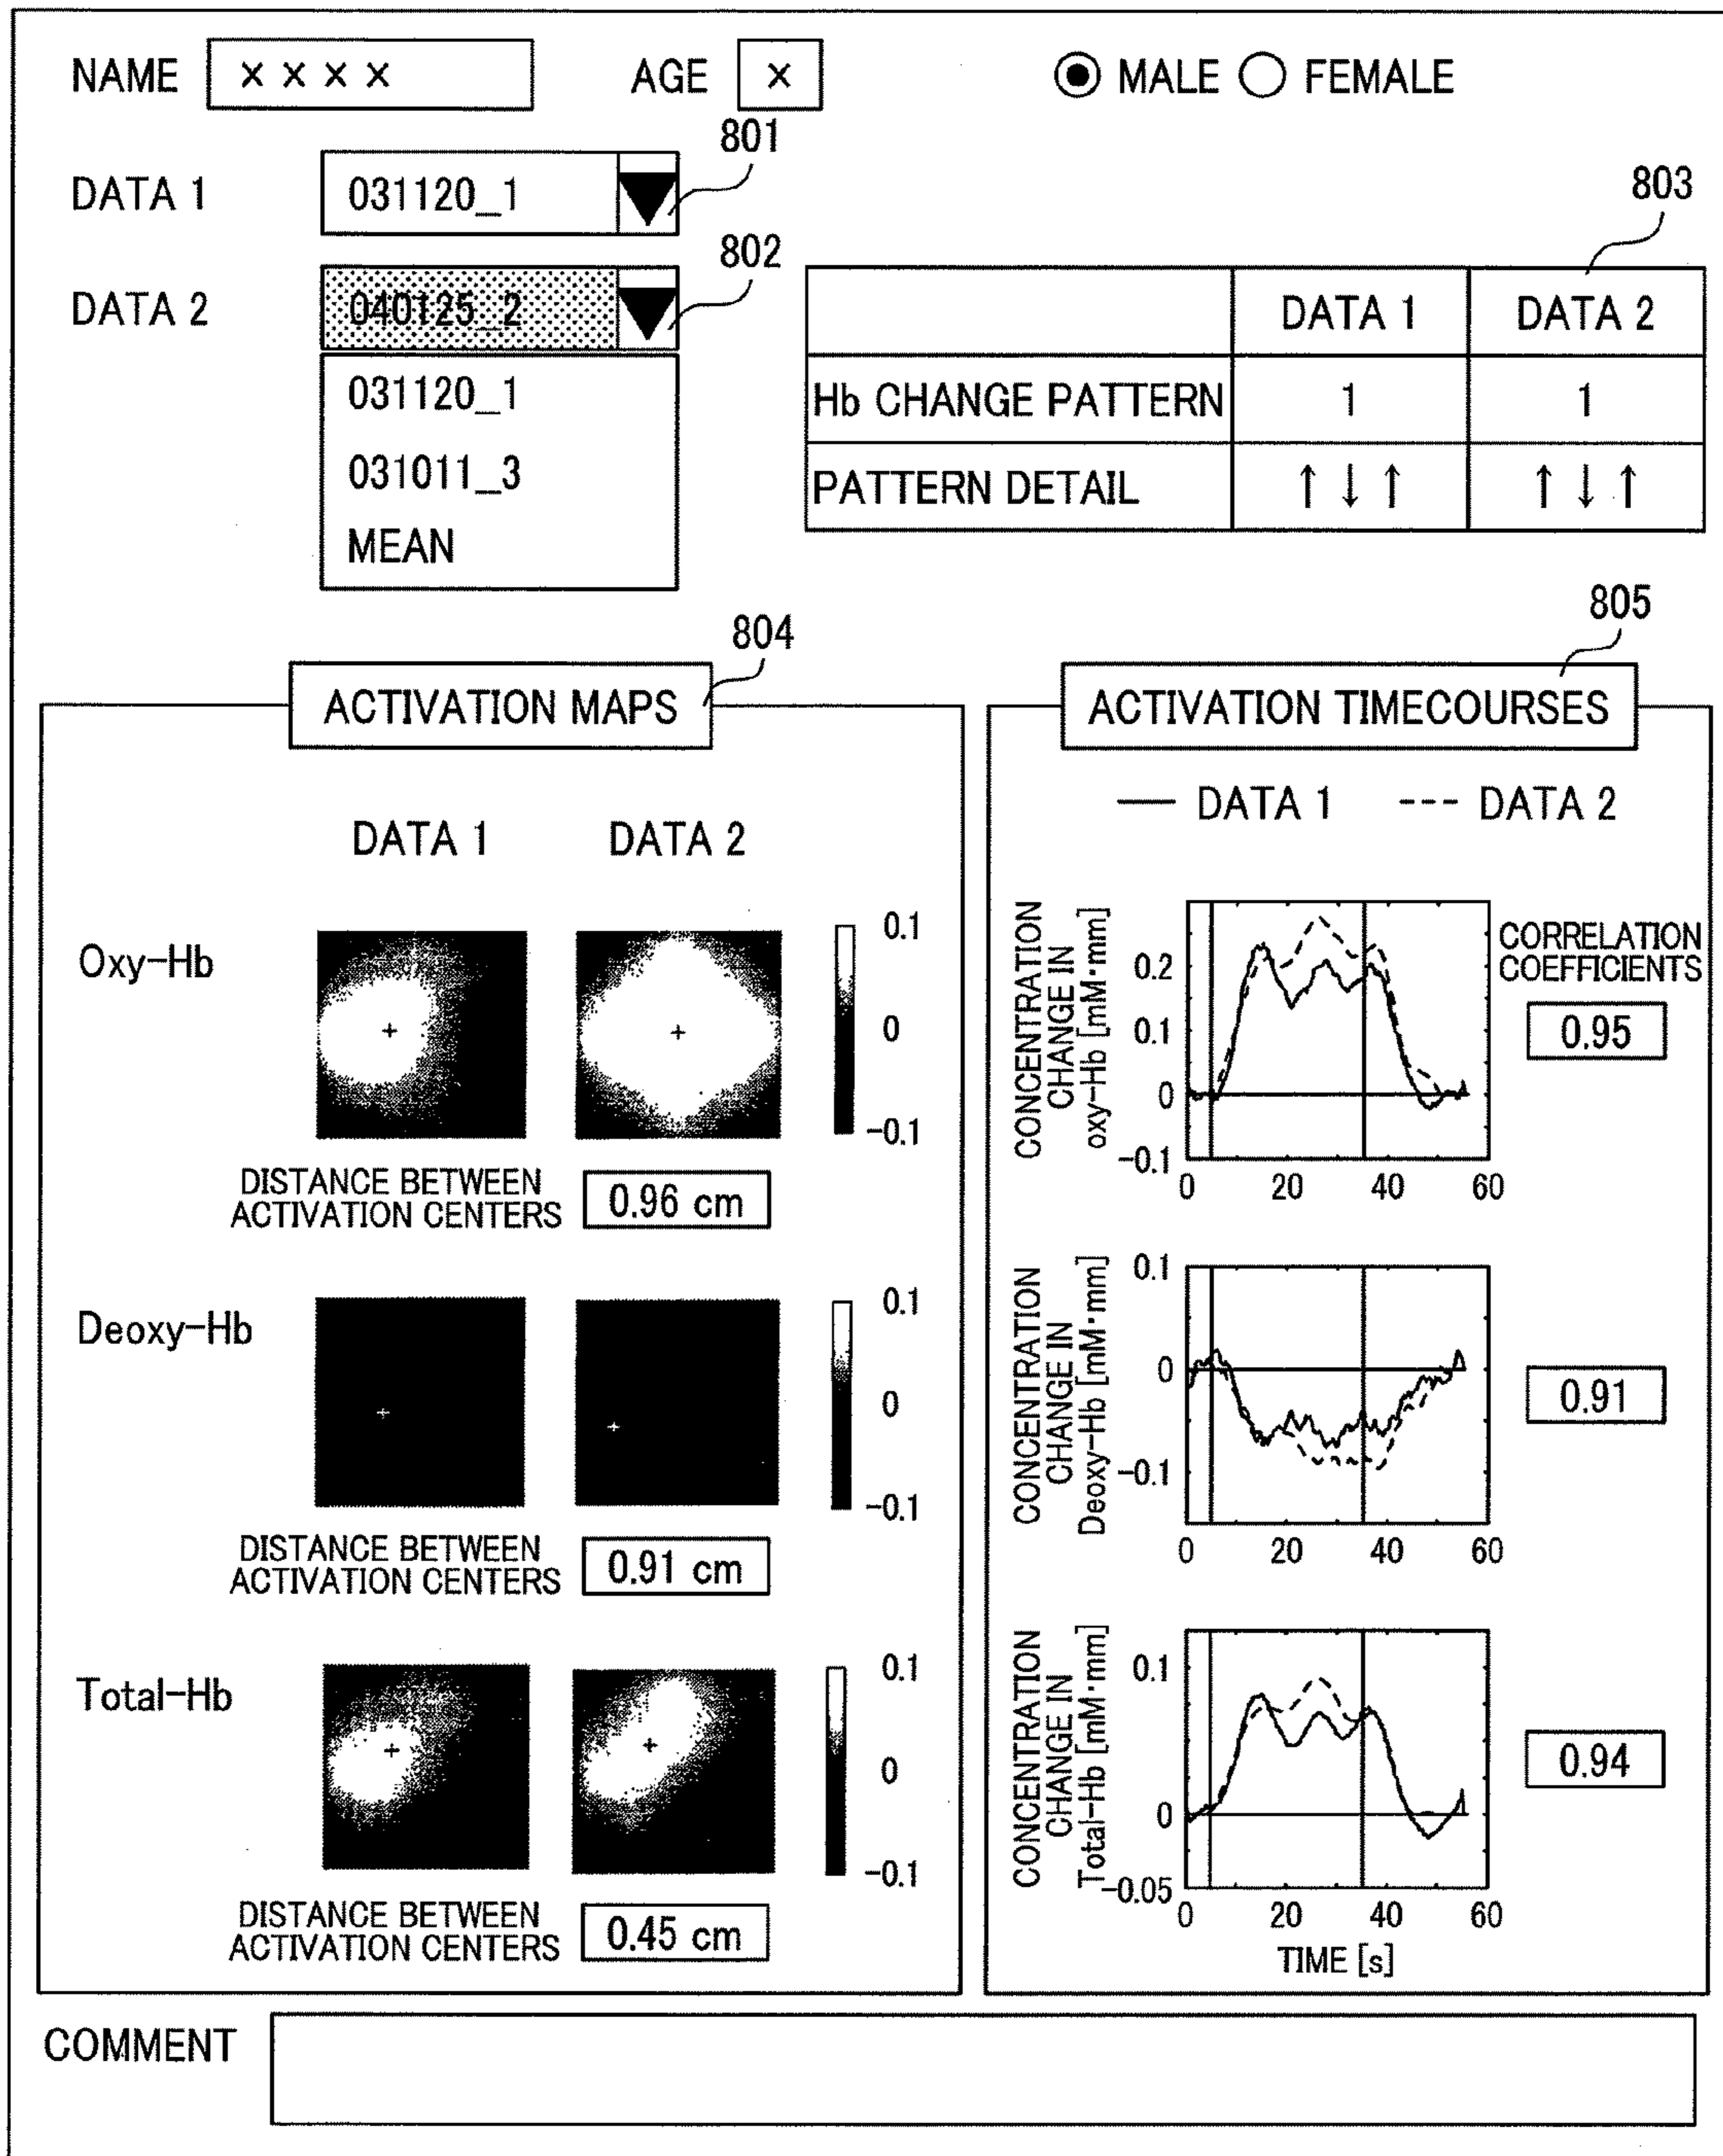 NAME × × × × AGE × MALE FEMALE
801
DATA 1 031120_1
803
802
DATA 2 040125_2
031120_1
031011_3
MEAN
DATA 1 DATA 2
Hb CHANGE PATTERN 1 1
PATTERN DETAIL ↑ ↓ ↑ ↑ ↓ ↑
804
ACTIVATION MAPS
DATA 1 DATA 2
Oxy-Hb
0.1
0
-0.1
DISTANCE BETWEEN
ACTIVATION CENTERS 0.96 cm
Deoxy-Hb
0.1
0
-0.1
DISTANCE BETWEEN
ACTIVATION CENTERS 0.91 cm
Total-Hb
0.1
0
-0.1
DISTANCE BETWEEN
ACTIVATION CENTERS 0.45 cm
805
ACTIVATION TIMECOURSES
DATA 1 DATA 2
CONCENTRATION
CHANGE IN
oxy-Hb [mM·mm]
0.2
0.1
0
-0.1
0 20 40 60
CORRELATION
COEFFICIENTS
0.95
CONCENTRATION
CHANGE IN
Deoxy-Hb [mM·mm]
0.1
0
-0.1
0 20 40 60
0.91
CONCENTRATION
CHANGE IN
Total-Hb [mM·mm]
0.1
0
-0.05
0 20 40 60
TIME [s]
0.94
COMMENT